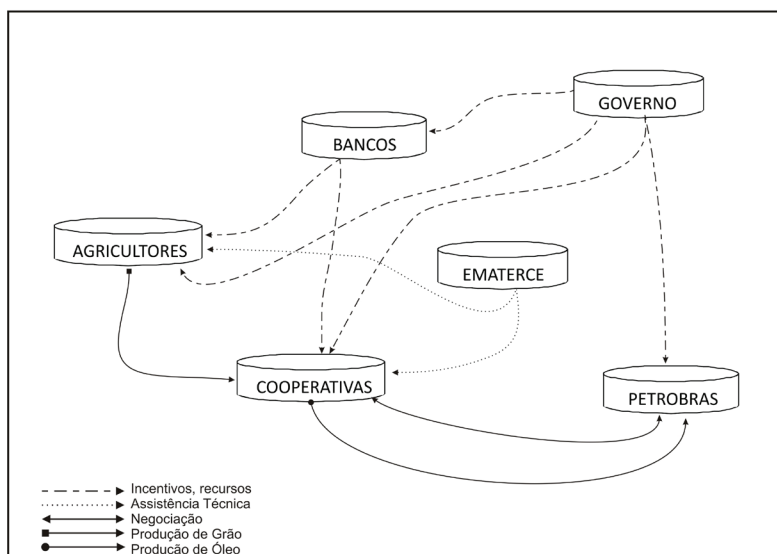 GOVERNO
BANCOS
AGRICULTORES
EMATERCE
COOPERATIVAS
PETROBRAS
Incentivos, recursos
Assistência Técnica
Negociação
Produção de Grão
Produção de Óleo